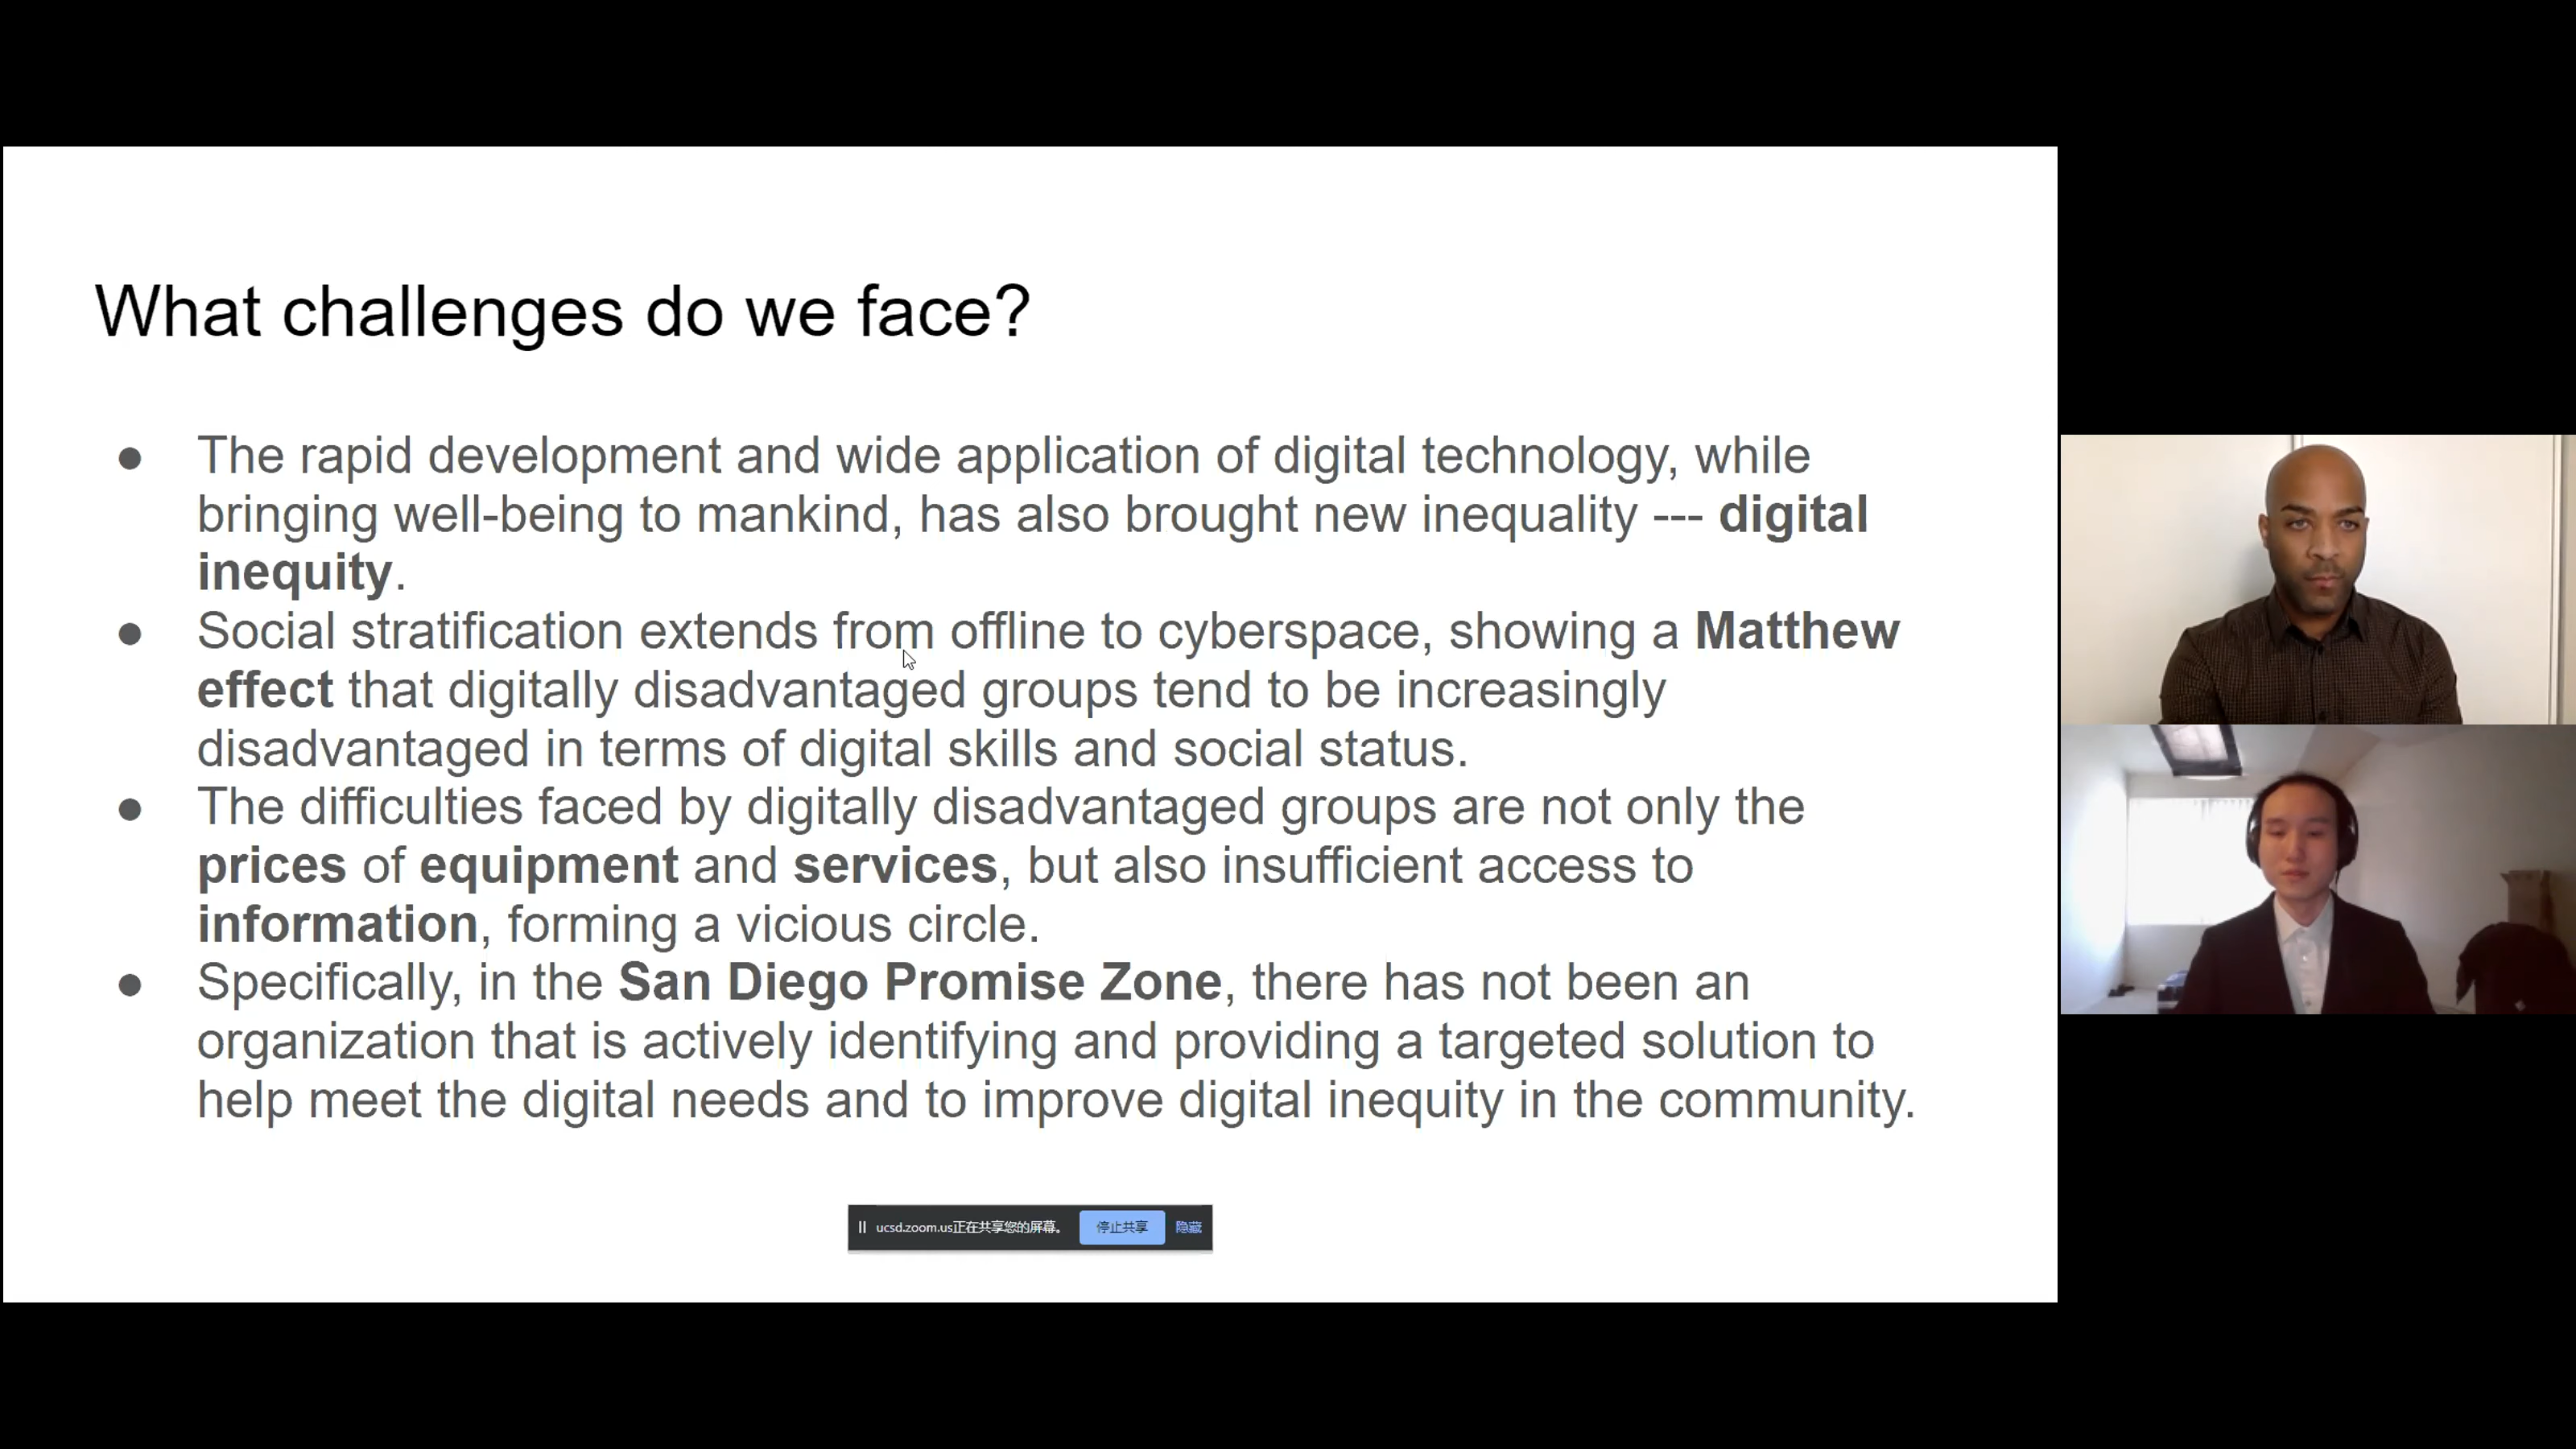 What challenges do we face?
● The rapid development and wide application of digital technology, while
bringing well-being to mankind, has also brought new inequality --- digital
inequity.
● Social stratification extends from offline to cyberspace, showing a Matthew
effect that digitally disadvantaged groups tend to be increasingly
disadvantaged in terms of digital skills and social status.
● The difficulties faced by digitally disadvantaged groups are not only the
prices of equipment and services, but also insufficient access to
information, forming a vicious circle.
● Specifically, in the San Diego Promise Zone, there has not been an
organization that is actively identifying and providing a targeted solution to
help meet the digital needs and to improve digital inequity in the community.
ucsd.zoom.us正在共享您的屏幕。 停止共享 隐藏